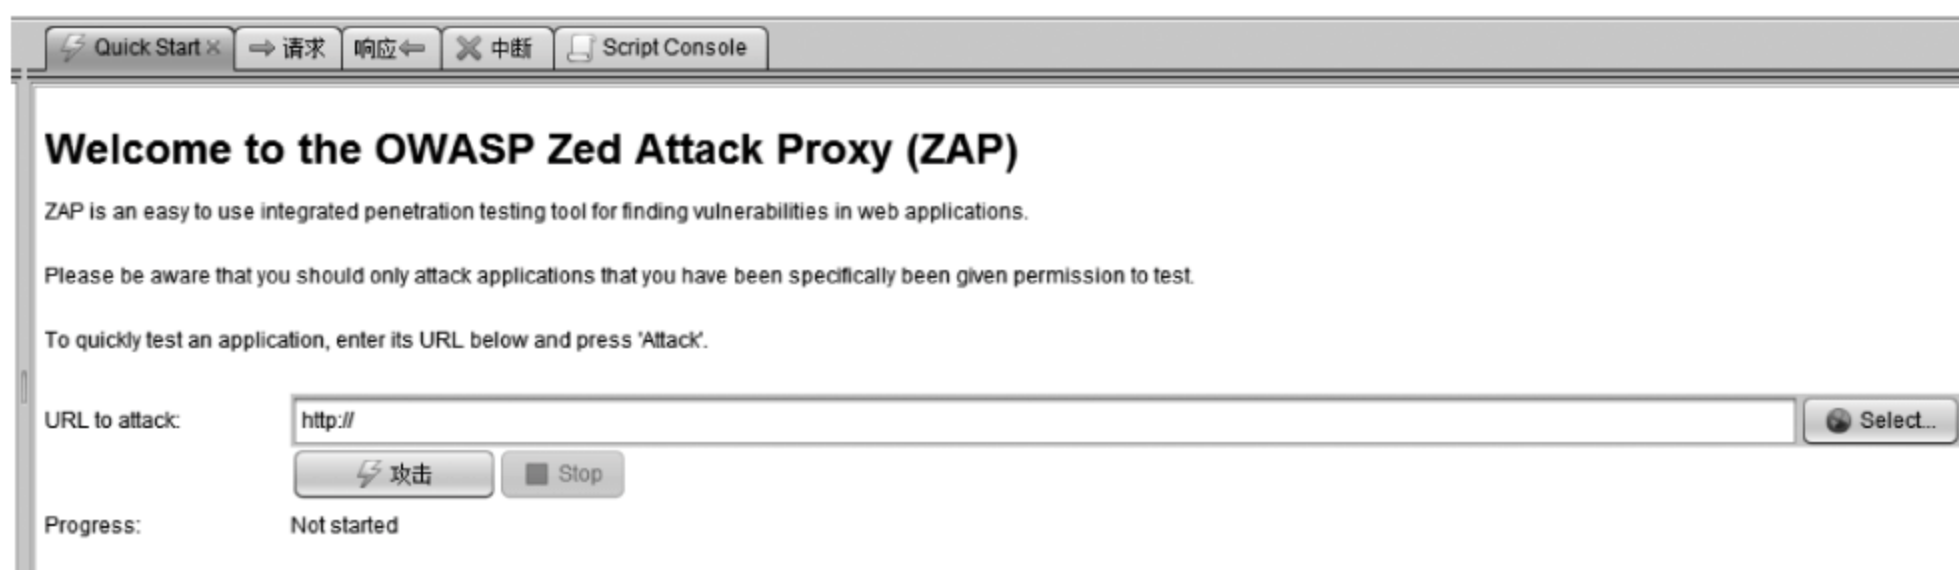 Quick Start 请求 响应 中断 Script Console
Welcome to the OWASP Zed Attack Proxy (ZAP)
ZAP is an easy to use integrated penetration testing tool for finding vulnerabilities in web applications.
Please be aware that you should only attack applications that you have been specifically been given permission to test.
To quickly test an application, enter its URL below and press 'Attack'.
URL to attack: http:// Select...
攻击 Stop
Progress: Not started